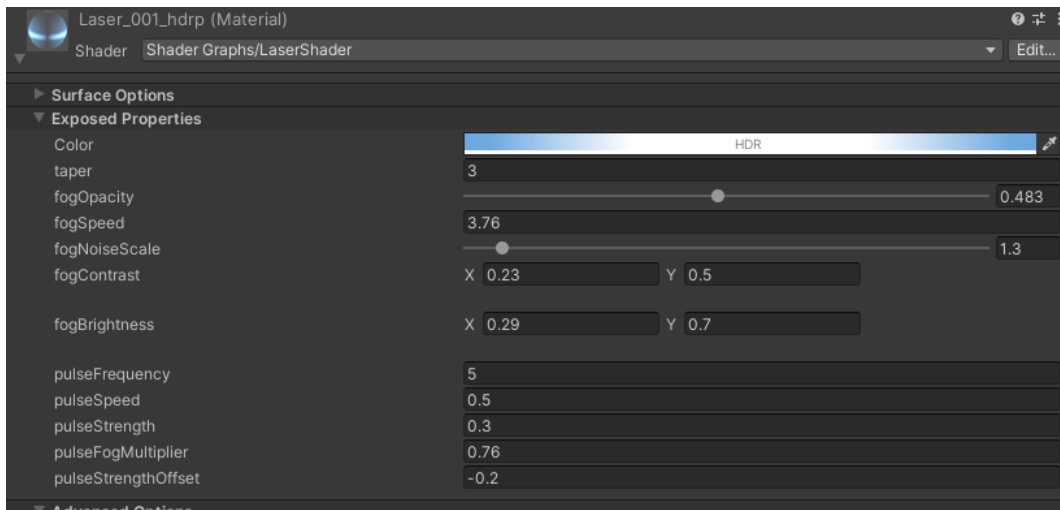 Laser_001_hdrp (Material)
Shader Shader Graphs/LaserShader Edit...
Surface Options
Exposed Properties
Color HDR
taper 3
fogOpacity 0.483
fogSpeed 3.76
fogNoiseScale 1.3
fogContrast X 0.23 Y 0.5
fogBrightness X 0.29 Y 0.7
pulseFrequency 5
pulseSpeed 0.5
pulseStrength 0.3
pulseFogMultiplier 0.76
pulseStrengthOffset -0.2
Advanced Options